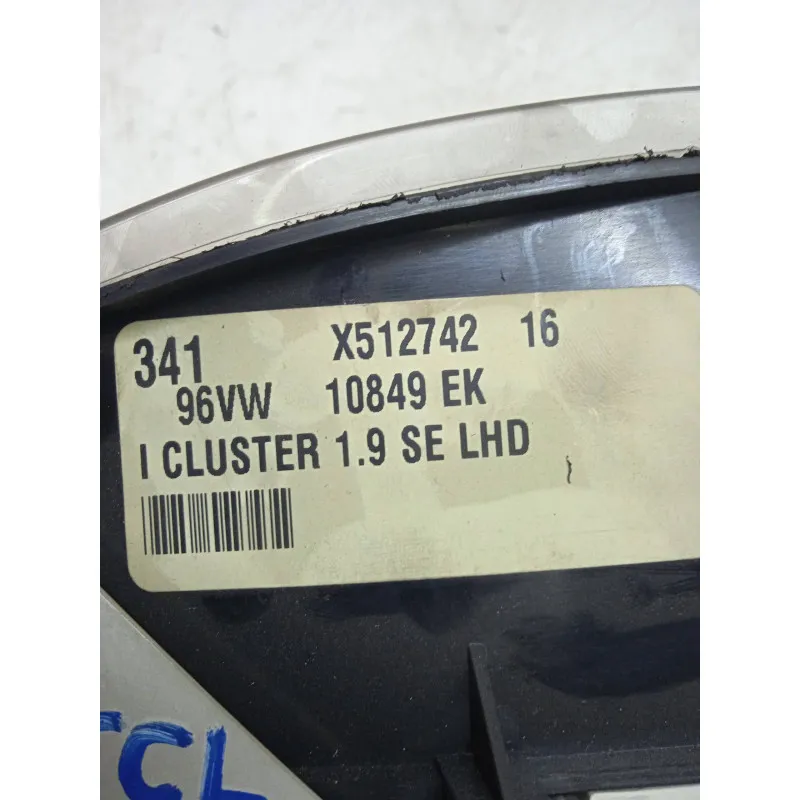 341 X512742 16
96VW 10849 EK
I CLUSTER 1.9 SE LHD